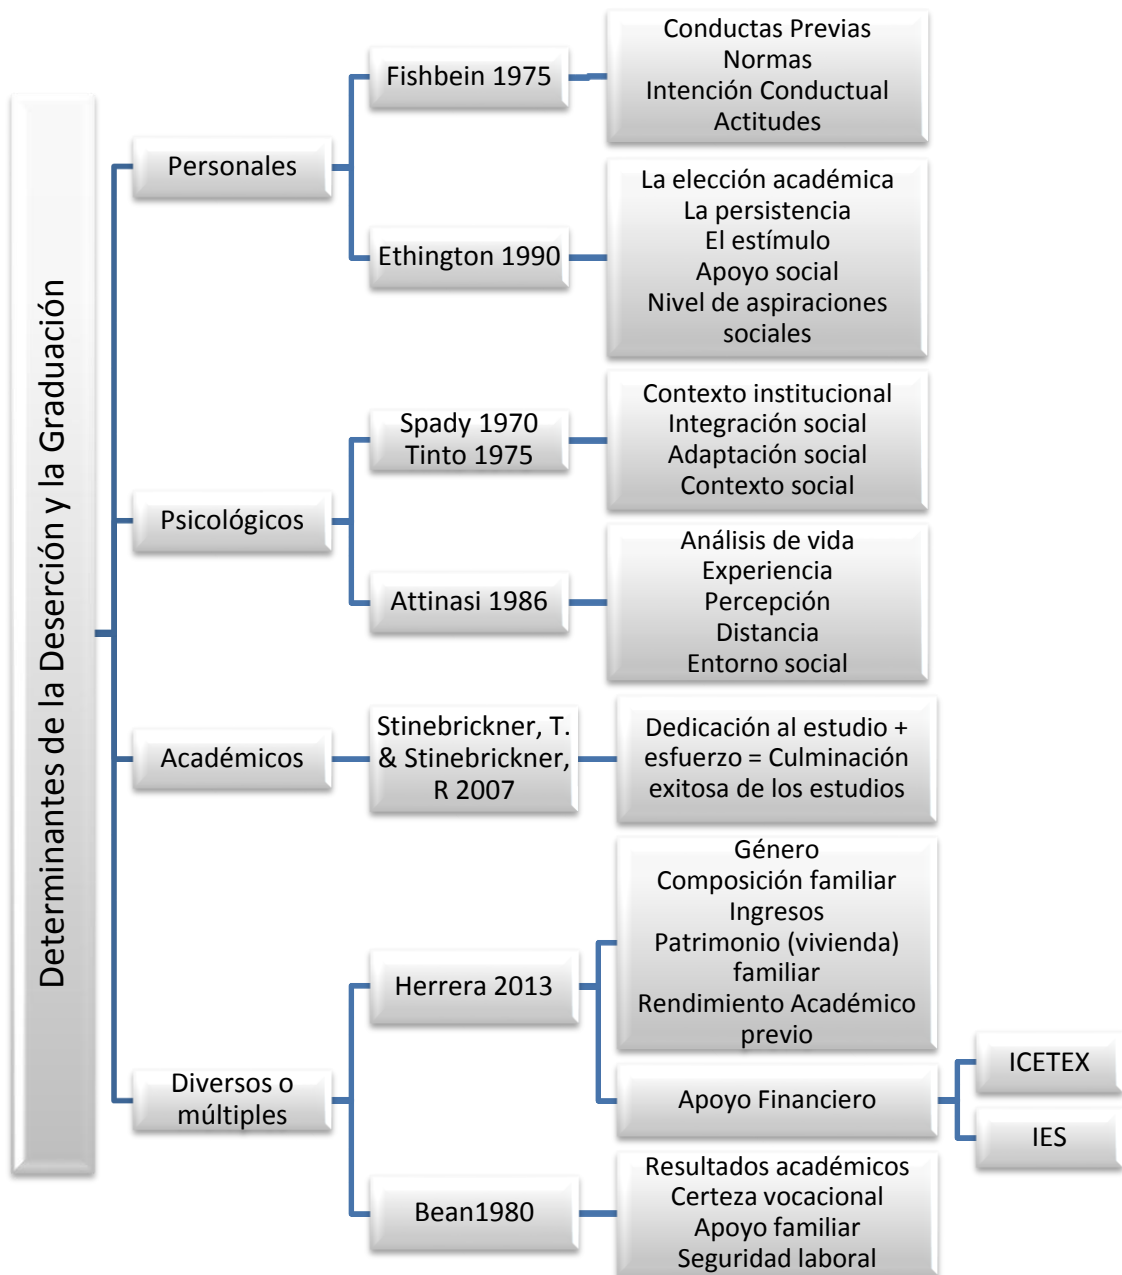 Determinantes de la Deserción y la Graduación
Personales
Fishbein 1975
Conductas Previas
Normas
Intención Conductual
Actitudes
Ethington 1990
La elección académica
La persistencia
El estímulo
Apoyo social
Nivel de aspiraciones
sociales
Psicológicos
Spady 1970
Tinto 1975
Contexto institucional
Integración social
Adaptación social
Contexto social
Attinasi 1986
Análisis de vida
Experiencia
Percepción
Distancia
Entorno social
Académicos
Stinebrickner, T.
& Stinebrickner,
R 2007
Dedicación al estudio +
esfuerzo = Culminación
exitosa de los estudios
Diversos o
múltiples
Herrera 2013
Género
Composición familiar
Ingresos
Patrimonio (vivienda)
familiar
Rendimiento Académico
previo
Apoyo Financiero
ICETEX
IES
Bean1980
Resultados académicos
Certeza vocacional
Apoyo familiar
Seguridad laboral